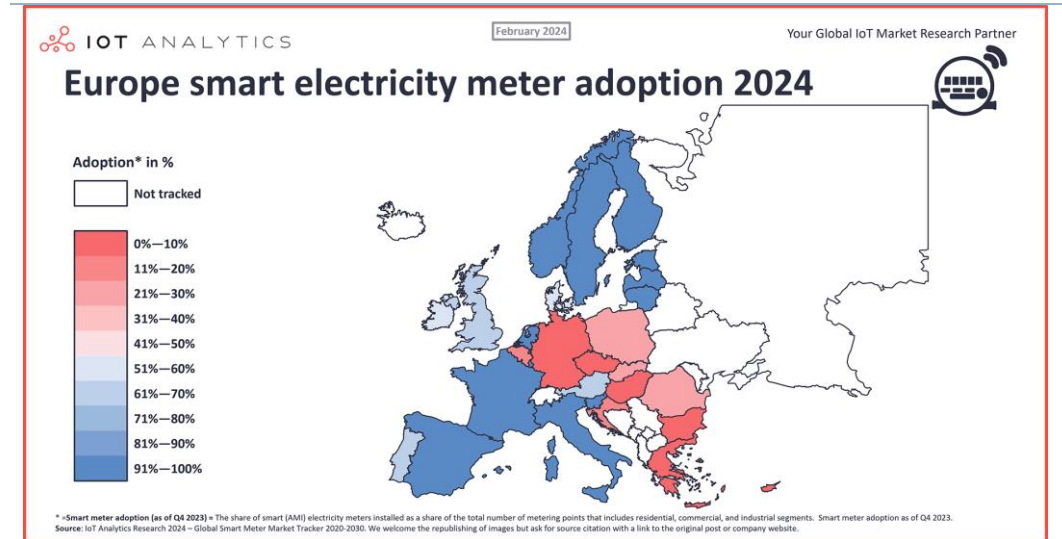 IOT ANALYTICS
February 2024
Your Global IoT Market Research Partner
Europe smart electricity meter adoption 2024
Adoption* in %
Not tracked
0%—10%
11%—20%
21%—30%
31%—40%
41%—50%
51%—60%
61%—70%
71%—80%
81%—90%
91%—100%
* =Smart meter adoption (as of Q4 2023) = The share of smart (AMI) electricity meters installed as a share of the total number of metering points that includes residential, commercial, and industrial segments. Smart meter adoption as of Q4 2023.
Source: IoT Analytics Research 2024 – Global Smart Meter Market Tracker 2020-2030. We welcome the republishing of images but ask for source citation with a link to the original post or company website.